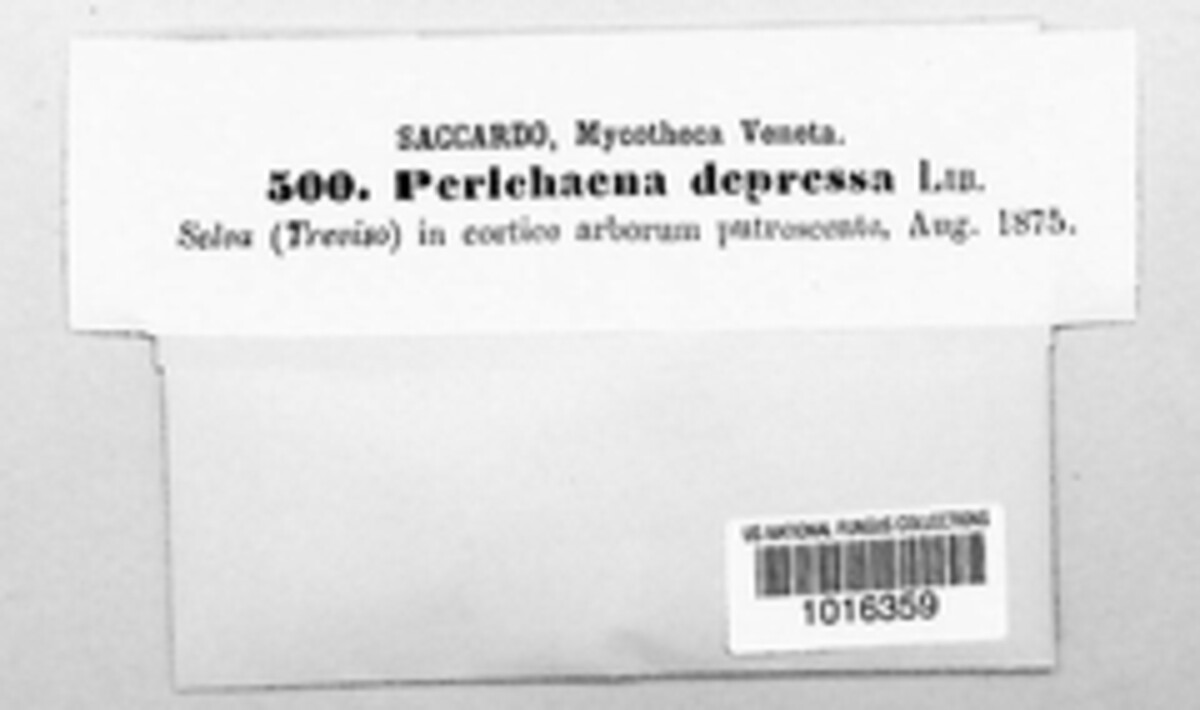 SACCARDO, Mycotheca Veneta.
500. Perichaena depressa Lib.
Selva (Treviso) in cortice arborum putrescente, Aug. 1875.
US NATIONAL FUNGUS COLLECTIONS
1016359